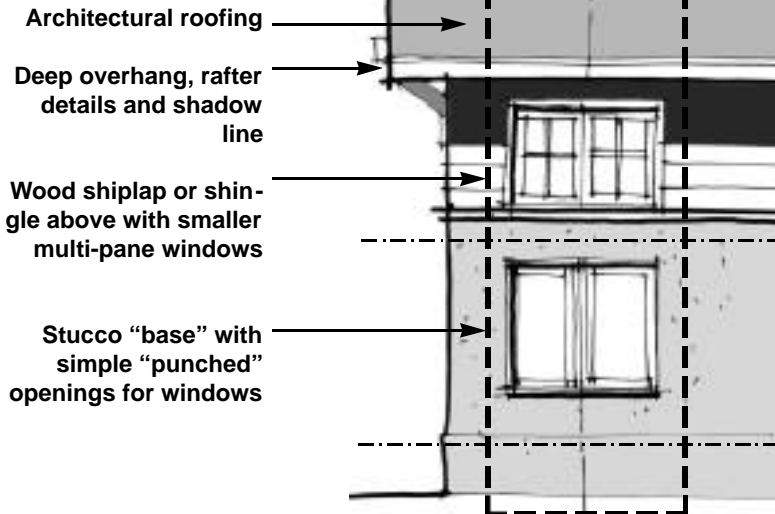 Architectural roofing
Deep overhang, rafter
details and shadow
line
Wood shiplap or shin-
gle above with smaller
multi-pane windows
Stucco “base” with
simple “punched”
openings for windows